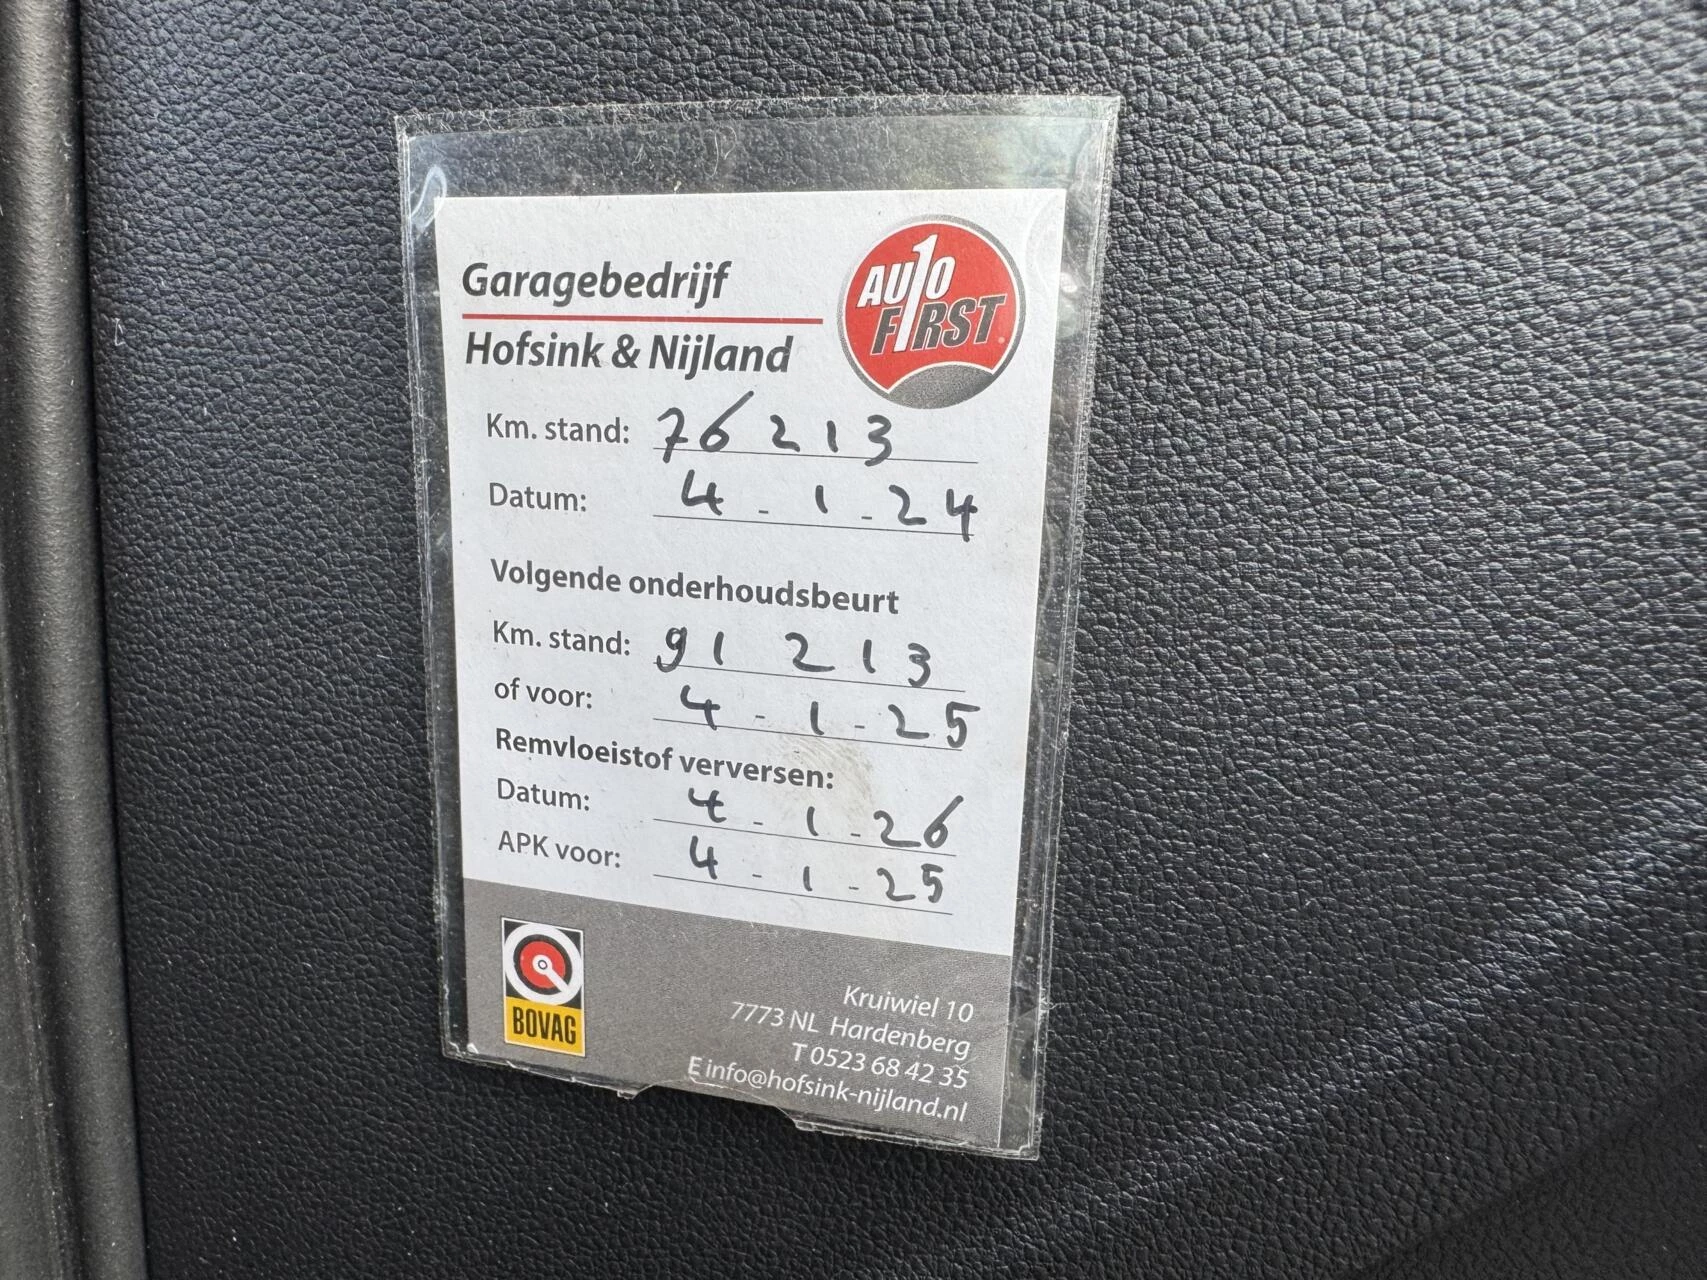 Garagebedrijf
Hofsink & Nijland
AUTO
FIRST
Km. stand: 76213
Datum: 4-1-24
Volgende onderhoudsbeurt
Km. stand: 91 213
of voor: 4-1-25
Remvloeistof verversen:
Datum: 4-1-26
APK voor: 4-1-25
BOVAG
Kruiwiel 10
7773 NL Hardenberg
T 0523 68 42 35
E info@hofsink-nijland.nl